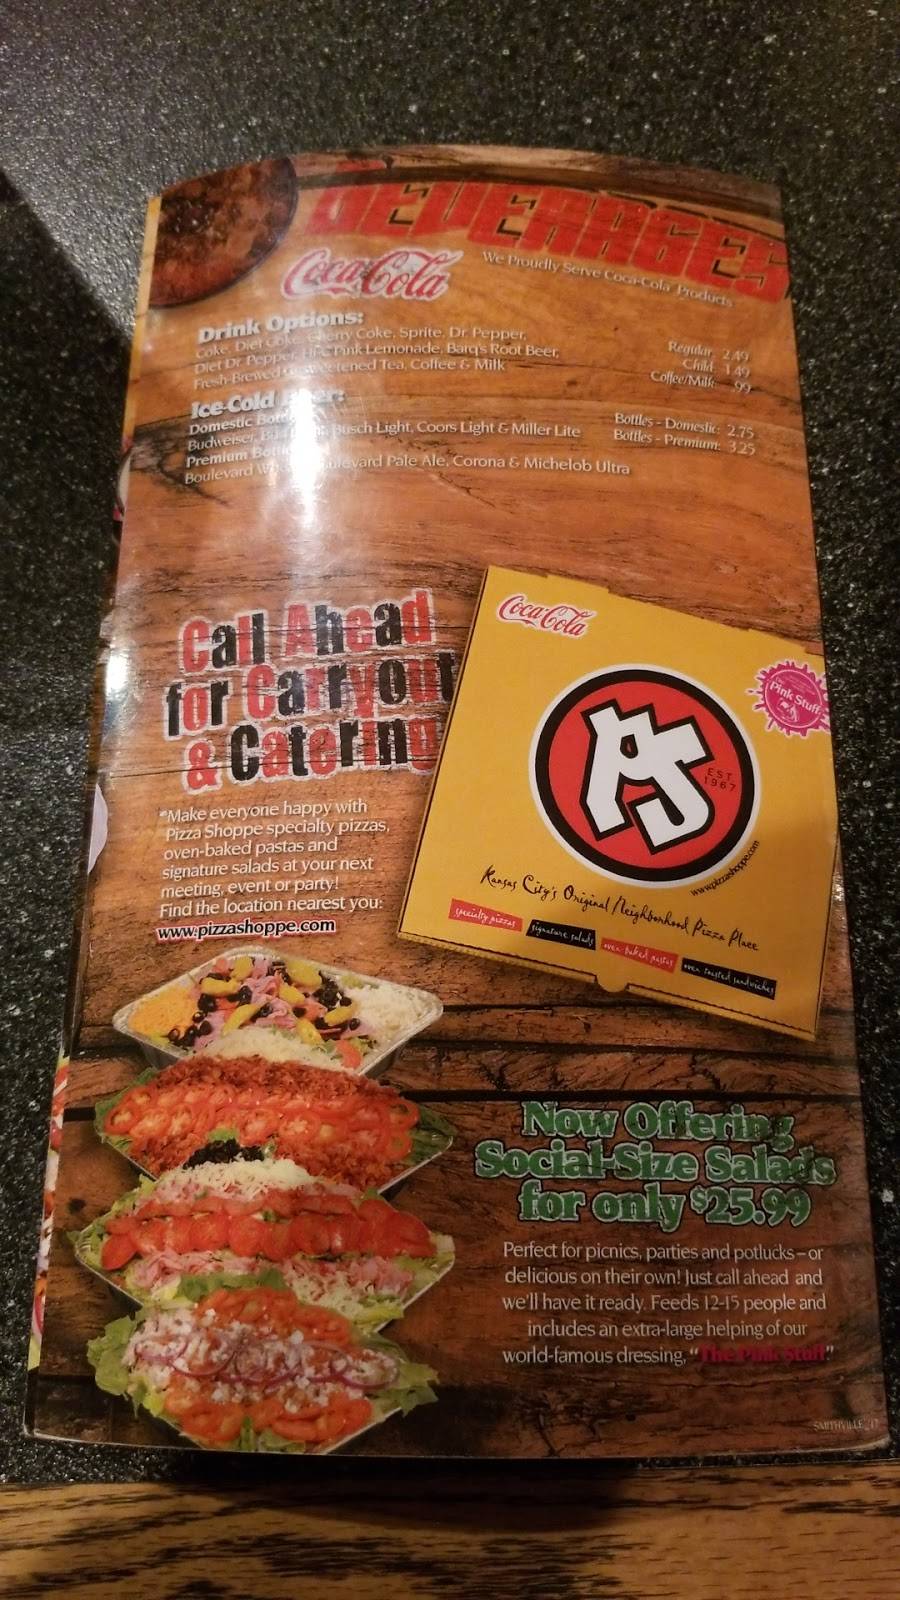 BEVERAGES
Coca-Cola
We Proudly Serve Coca-Cola Products
Drink Options:
Coke, Diet Coke, Cherry Coke, Sprite, Dr. Pepper,
Diet Dr. Pepper, Hi-C Pink Lemonade, Barq's Root Beer,
Fresh-Brewed Tea, Coffee & Milk
Regular: 2.49
Child: 1.49
Coffee/Milk: .99
Ice-Cold Beer:
Domestic
Budweiser, Busch Light, Coors Light & Miller Lite
Premium
Boulevard Boulevard Pale Ale, Corona & Michelob Ultra
Bottles - Domestic: 2.75
Bottles - Premium: 3.25
Call Ahead
for Carryout
& Catering
Make everyone happy with
Pizza Shoppe specialty pizzas,
oven-baked pastas and
signature salads at your next
meeting, event or party!
Find the location nearest you:
www.pizzashoppe.com
Coca-Cola
Pink Stuff
PS
EST.
1967
www.pizzashoppe.com
Kansas City's Original Neighborhood Pizza Place
specialty pizzas
signature salads
oven-baked pastas
oven toasted sandwiches
Now Offering
Social-Size Salads
for only $25.99
Perfect for picnics, parties and potlucks – or
delicious on their own! Just call ahead and
we'll have it ready. Feeds 12-15 people and
includes an extra-large helping of our
world-famous dressing, "The Pink Stuff."
SMITHVILLE_17